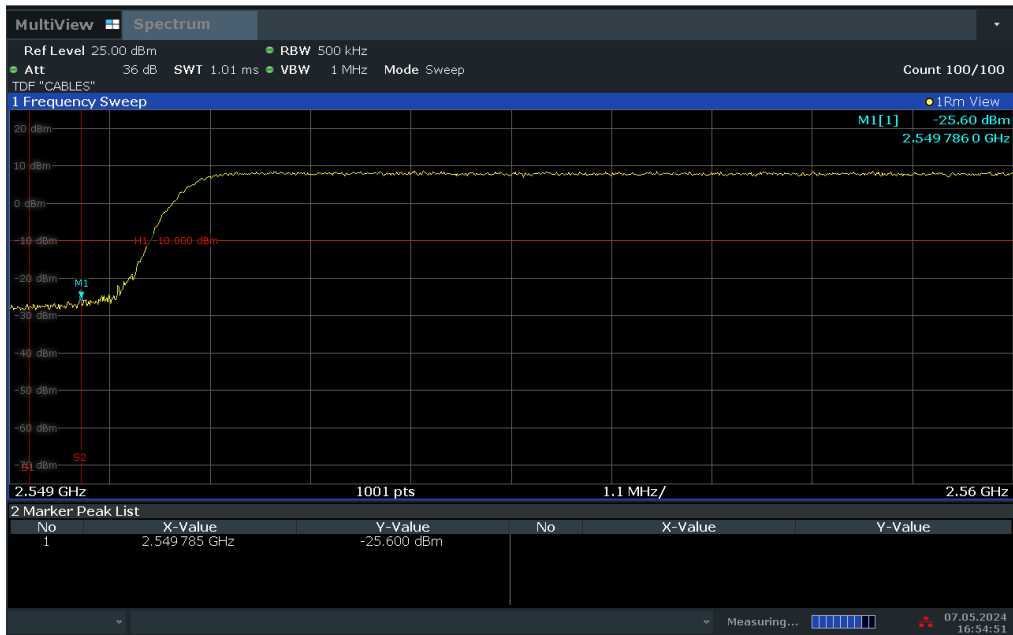 MultiView Spectrum
Ref Level 25.00 dBm RBW 500 kHz
Att 36 dB SWT 1.01 ms VBW 1 MHz Mode Sweep Count 100/100
TDF "CABLES"
1 Frequency Sweep 1Rm View
M1[1] -25.60 dBm
2.549 786 0 GHz
20 dBm
10 dBm
0 dBm
-10 dBm H1 -10.000 dBm
-20 dBm
M1
-30 dBm
-40 dBm
-50 dBm
-60 dBm
S2
-70 dBm
S1
2.549 GHz 1001 pts 1.1 MHz/ 2.56 GHz
2 Marker Peak List
No X-Value Y-Value No X-Value Y-Value
1 2.549 785 GHz -25.600 dBm
Measuring... 07.05.2024
16:54:51